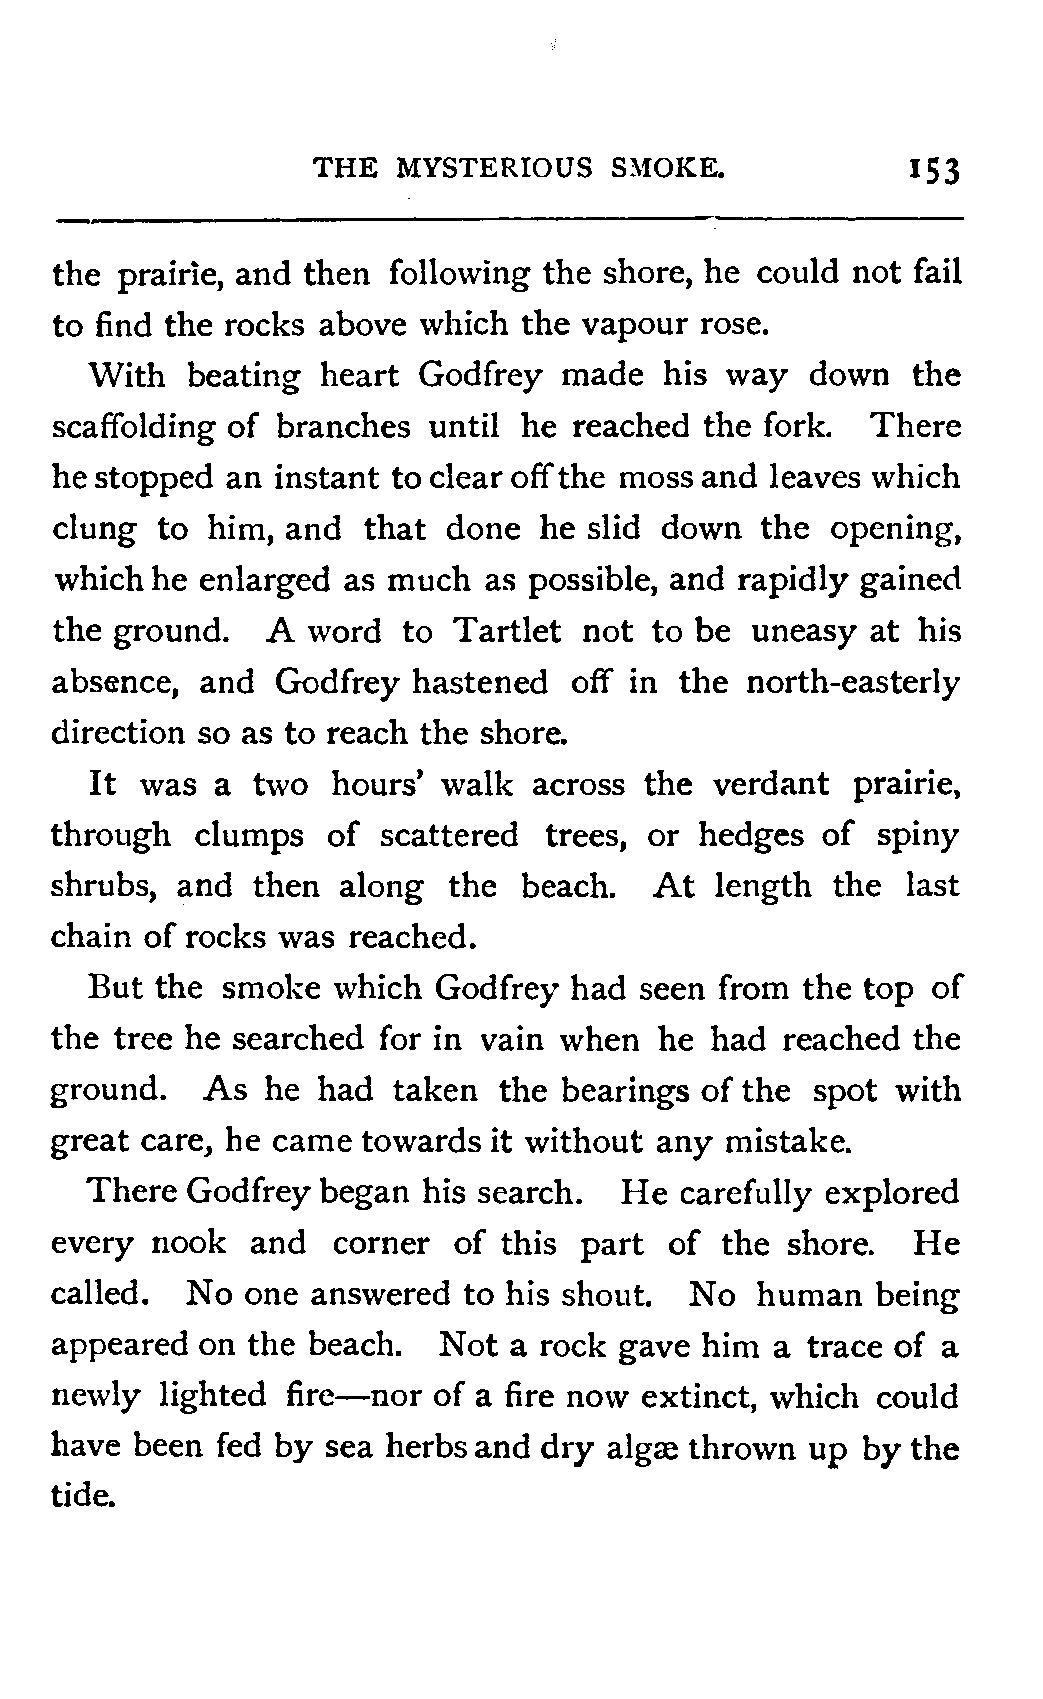 THE MYSTERIOUS SMOKE. 153
the prairie, and then following the shore, he could not fail
to find the rocks above which the vapour rose.
With beating heart Godfrey made his way down the
scaffolding of branches until he reached the fork. There
he stopped an instant to clear off the moss and leaves which
clung to him, and that done he slid down the opening,
which he enlarged as much as possible, and rapidly gained
the ground. A word to Tartlet not to be uneasy at his
absence, and Godfrey hastened off in the north-easterly
direction so as to reach the shore.
It was a two hours' walk across the verdant prairie,
through clumps of scattered trees, or hedges of spiny
shrubs, and then along the beach. At length the last
chain of rocks was reached.
But the smoke which Godfrey had seen from the top of
the tree he searched for in vain when he had reached the
ground. As he had taken the bearings of the spot with
great care, he came towards it without any mistake.
There Godfrey began his search. He carefully explored
every nook and corner of this part of the shore. He
called. No one answered to his shout. No human being
appeared on the beach. Not a rock gave him a trace of a
newly lighted fire—nor of a fire now extinct, which could
have been fed by sea herbs and dry algæ thrown up by the
tide.